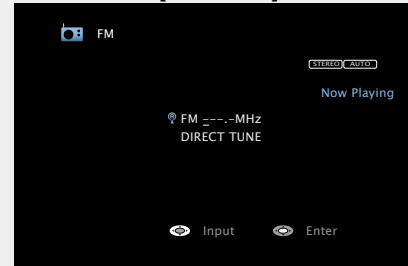 FM
STEREO AUTO
Now Playing
FM _--.-MHz
DIRECT TUNE
Input Enter